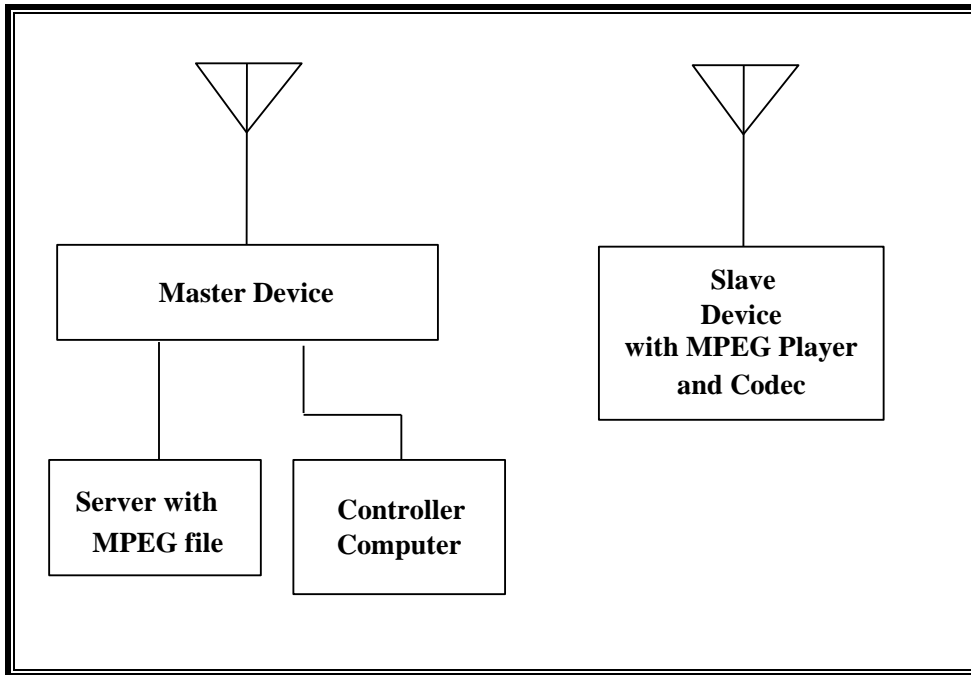 Master Device
Slave
Device
with MPEG Player
and Codec
Server with
MPEG file
Controller
Computer